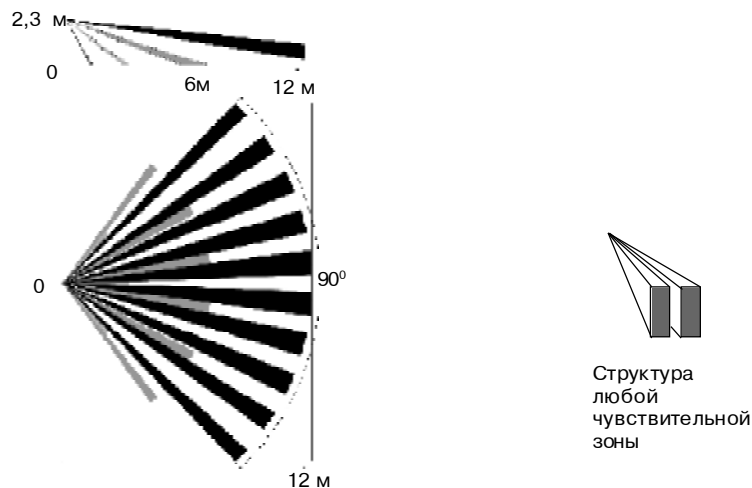 2,3 м
0
6м
12 м
0
90⁰
12 м
Структура
любой
чувствительной
зоны